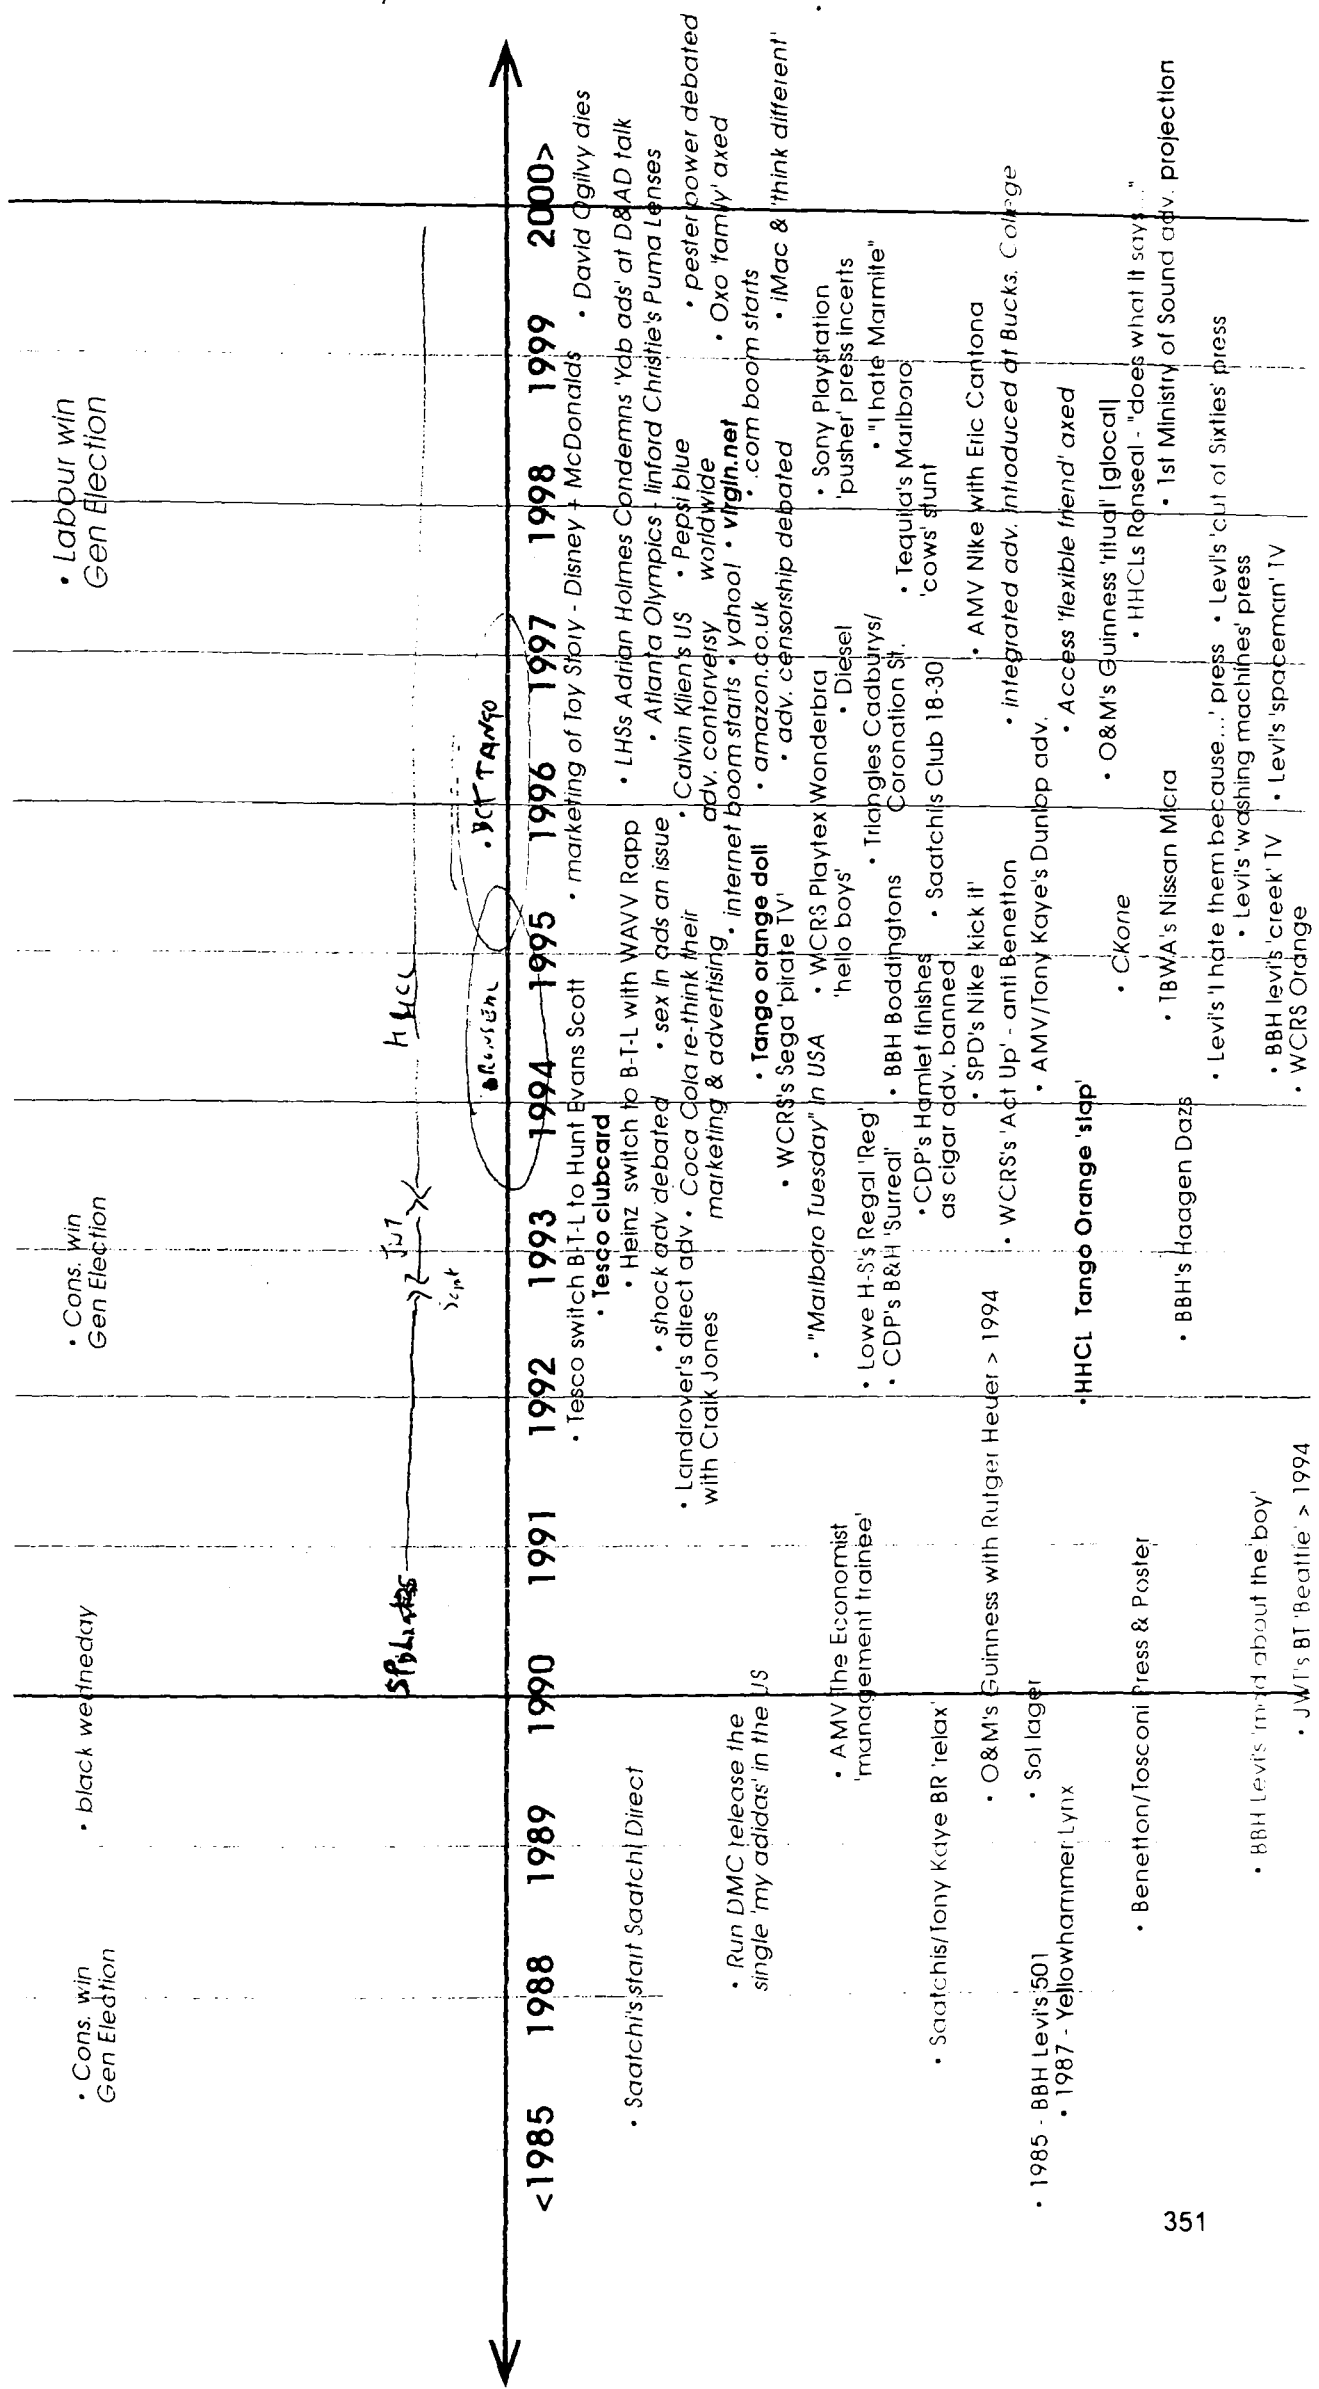 • Cons. win
Gen Election
• black wedneday
• Cons. win
Gen Election
• Labour win
Gen Election
JWT
HHCL
RONSEAL
• BCT TANGO
<1985 1988 1989 1990 1991 1992 1993 1994 1995 1996 1997 1998 1999 2000>
• Tesco switch B-T-L to Hunt Evans Scott
• marketing of Toy Story - Disney + McDonalds
• David Ogilvy dies
• Tesco clubcard
• Saatchi's start Saatchi Direct
• Heinz switch to B-T-L with WAVV Rapp
• LHSs Adrian Holmes Condemns 'Yob ads' at D&AD talk
• shock adv debated
• sex in ads an issue
• Atlanta Olympics - linford Christie's Puma Lenses
• Landrover's direct adv
with Craik Jones
• Coca Cola re-think their
marketing & advertising
• Calvin Klien's US
adv. contorversy
• Pepsi blue
worldwide
• pester power debated
• Oxo 'family' axed
• internet boom starts
• yahoo!
• virgin.net
• .com boom starts
• Run DMC release the
single 'my adidas' in the US
• Tango orange doll
• amazon.co.uk
• WCRS's Sega 'pirate TV'
• adv. censorship debated
• iMac & 'think different'
• "Mailboro Tuesday" in USA
• WCRS Playtex Wonderbra
'hello boys'
• Diesel
• Sony Playstation
'pusher' press incerts
• AMV The Economist
'management trainee'
• Lowe H-S's Regal 'Reg'
• CDP's B&H 'Surreal'
• BBH Boddingtons
• Triangles Cadburys/
Coronation St.
• "I hate Marmite"
• Tequila's Marlboro
'cows' stunt
• CDP's Hamlet finishes
as cigar adv. banned
• Saatchis Club 18-30
• Saatchis/Tony Kaye BR 'relax'
• SPD's Nike 'kick it'
• AMV Nike with Eric Cantona
• O&M's Guinness with Rutger Heuer > 1994
• WCRS's 'Act Up' - anti Benetton
• integrated adv. introduced at Bucks. College
• Sol lager
• 1985 - BBH Levi's 501
• 1987 - Yellowhammer Lynx
• AMV/Tony Kaye's Dunlop adv.
• Access 'flexible friend' axed
• HHCL Tango Orange 'slap'
• O&M's Guinness 'ritual' [glocal]
• CKone
• HHCLs Ronseal - "does what it says..."
• Benetton/Tosconi Press & Poster
• TBWA's Nissan Micra
• 1st Ministry of Sound adv. projection
• BBH's Haagen Dazs
• Levi's 'I hate them because...' press
• Levi's 'cut of Sixties' press
• Levi's 'washing machines' press
• BBH Levi's 'mad about the boy'
• BBH levi's 'creek' TV
• Levi's 'spaceman' TV
• WCRS Orange
• JWT's BT 'Beattie' > 1994
351